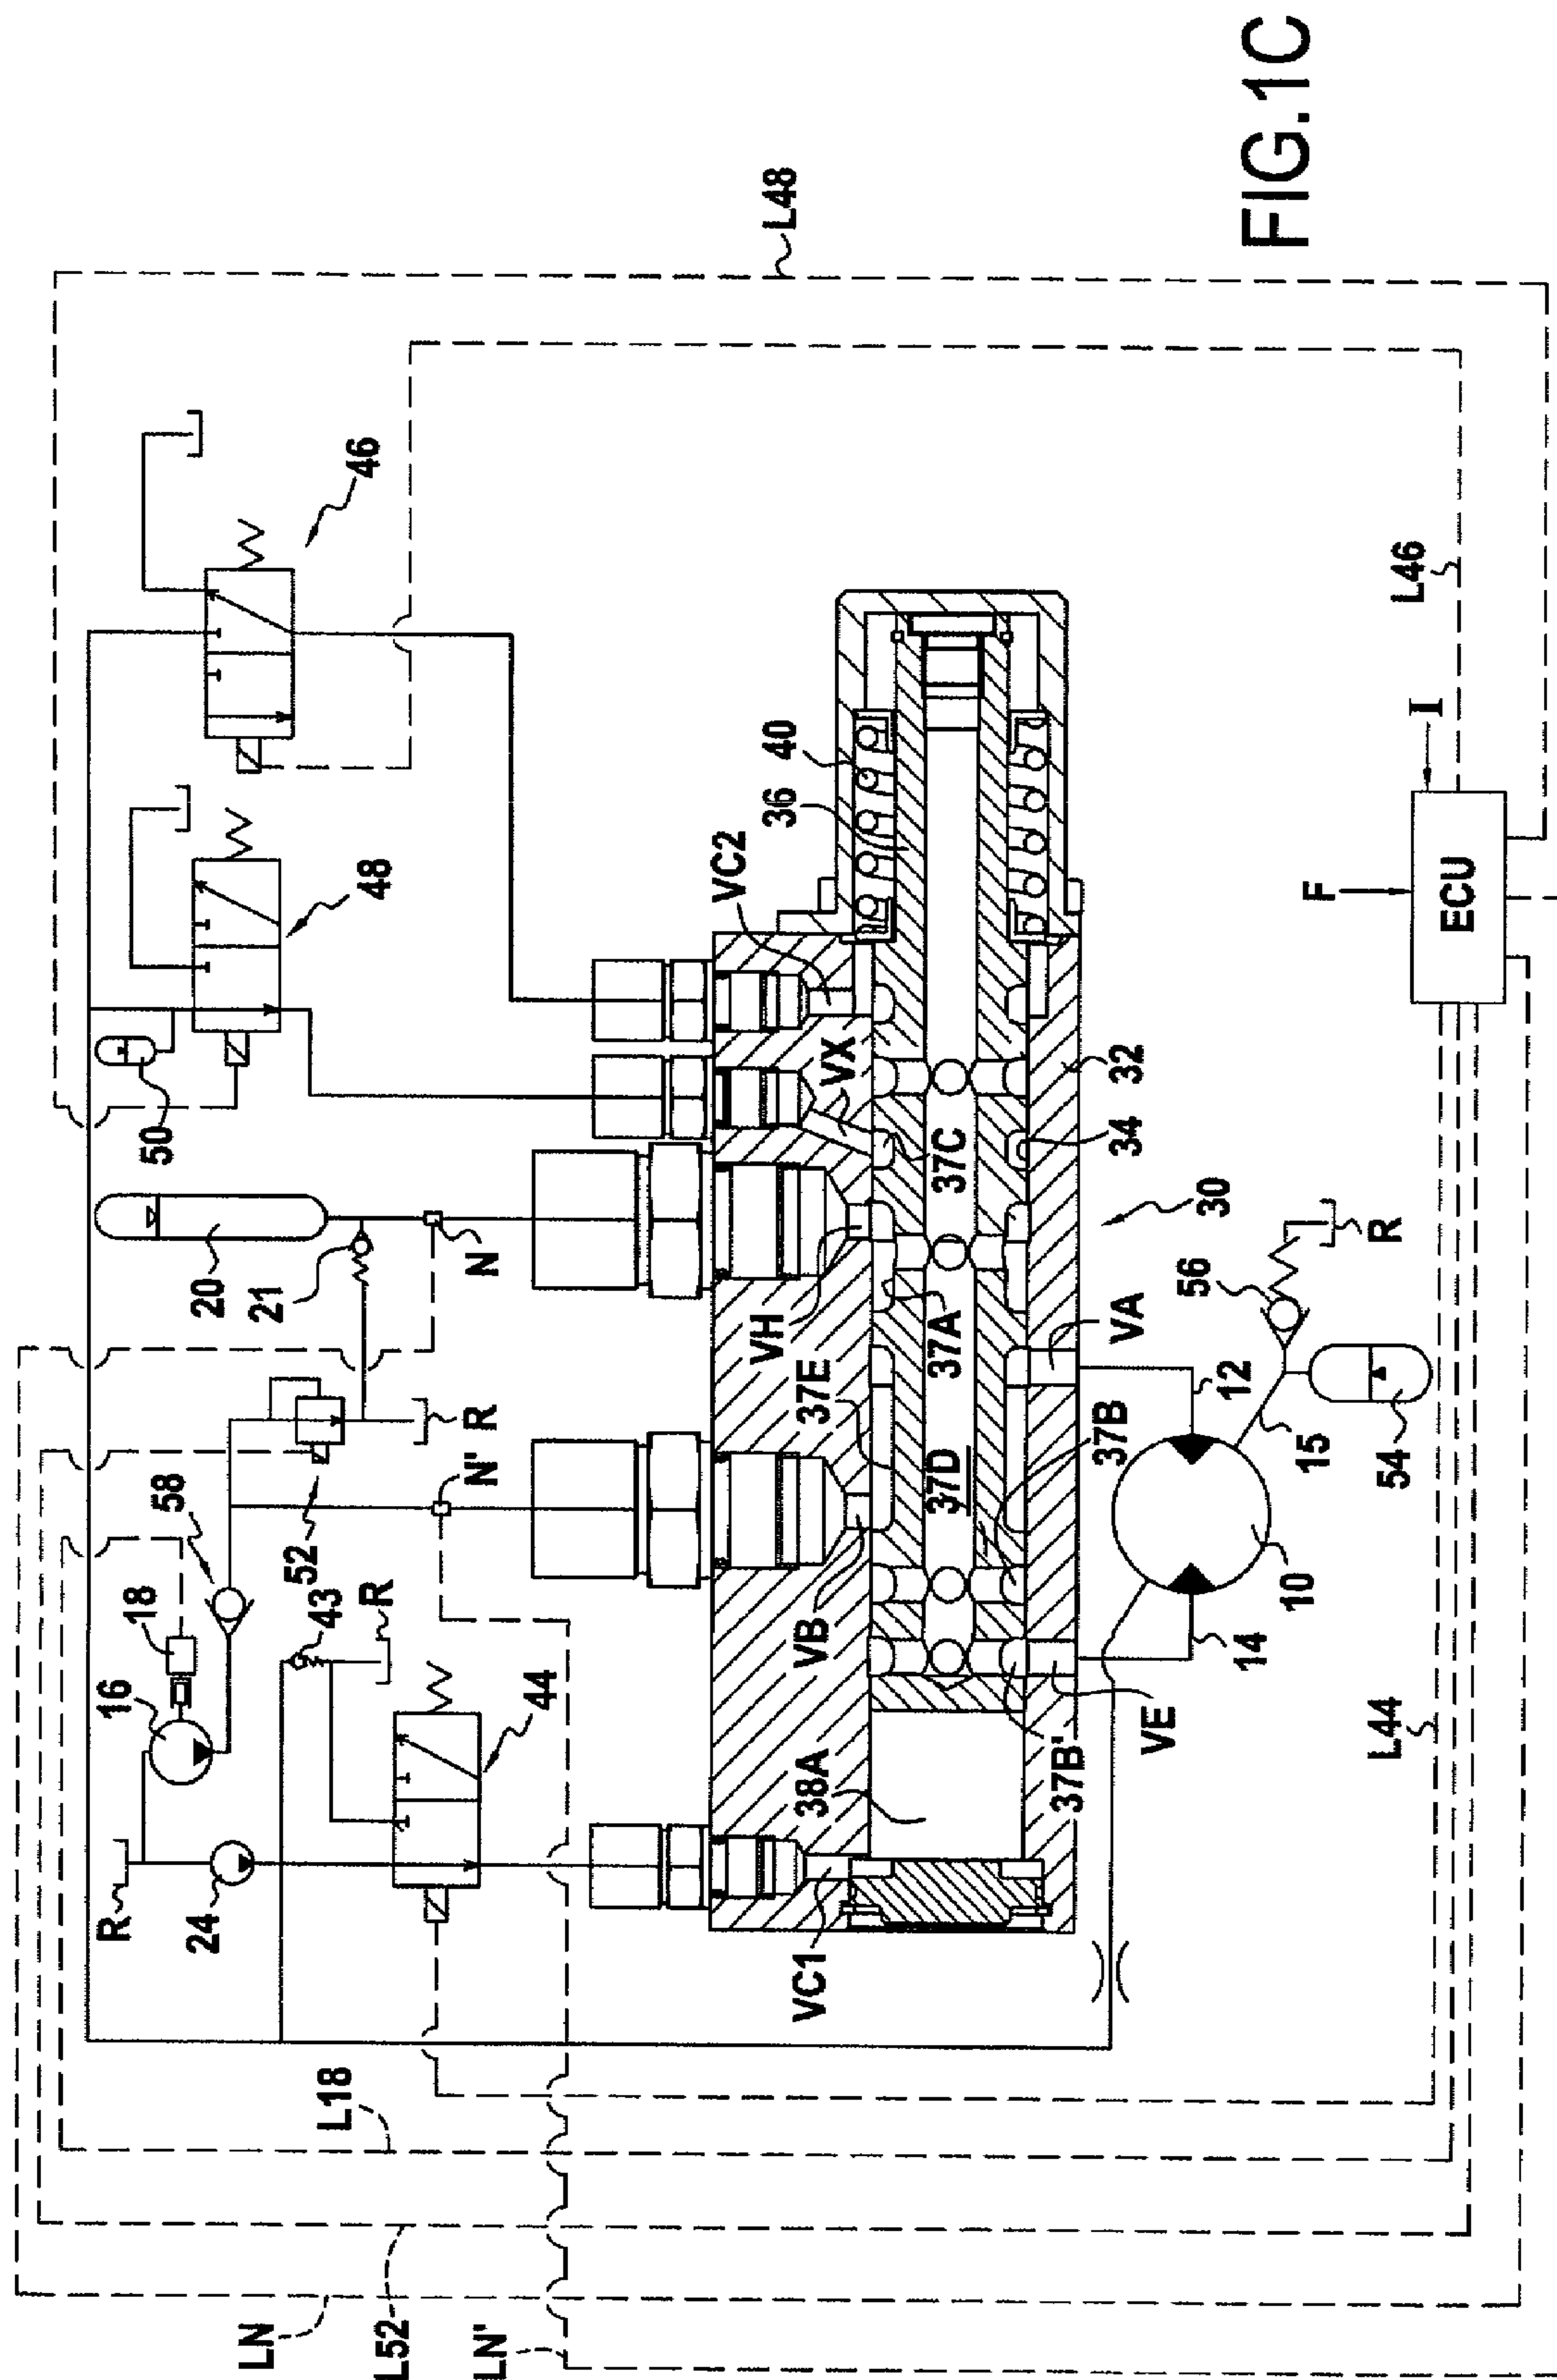 FIG.1C
L48
46
48
50
20
21
N
58
52
R
N'
18
16
43
R
44
R
24
L18
LN
L52
LN'
VC2
VX
36
40
37C
VH
37A
37E
37D
37B
VB
38A
37B'
VC1
VE
32
34
30
VA
12
56
R
15
54
10
14
L46
I
F
ECU
L44